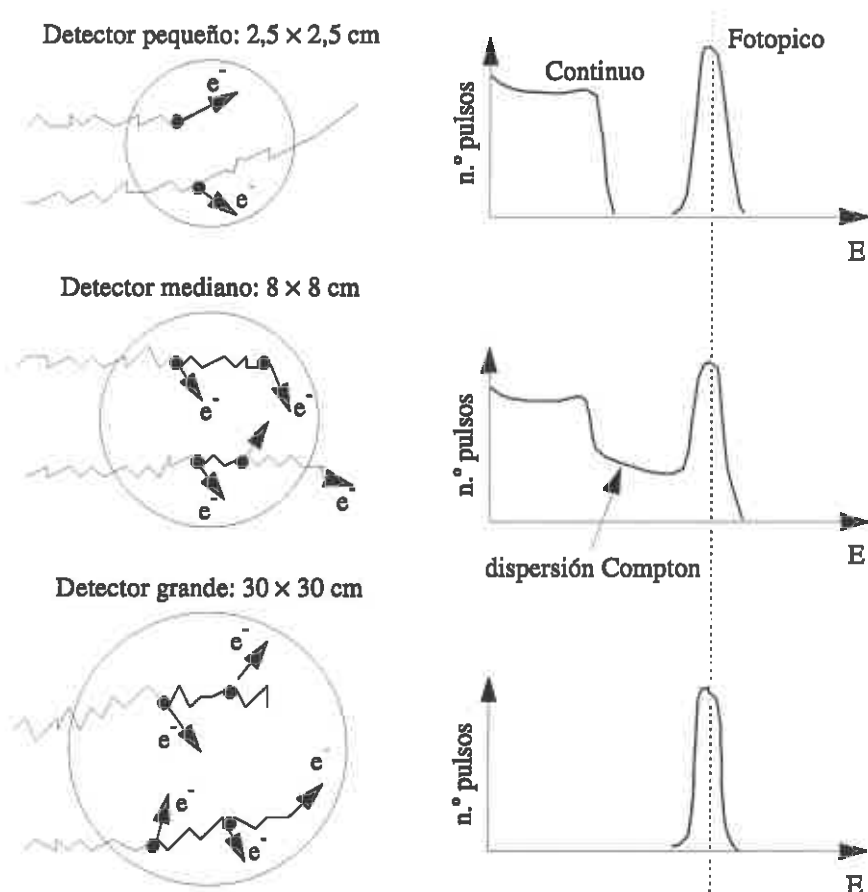 Detector pequeño: 2,5 × 2,5 cm
e⁻
e⁻
n.º pulsos
Continuo
Fotopico
E
Detector mediano: 8 × 8 cm
e⁻
e⁻
e⁻
e⁻
n.º pulsos
dispersión Compton
E
Detector grande: 30 × 30 cm
e⁻
e⁻
e⁻
e⁻
e⁻
n.º pulsos
E